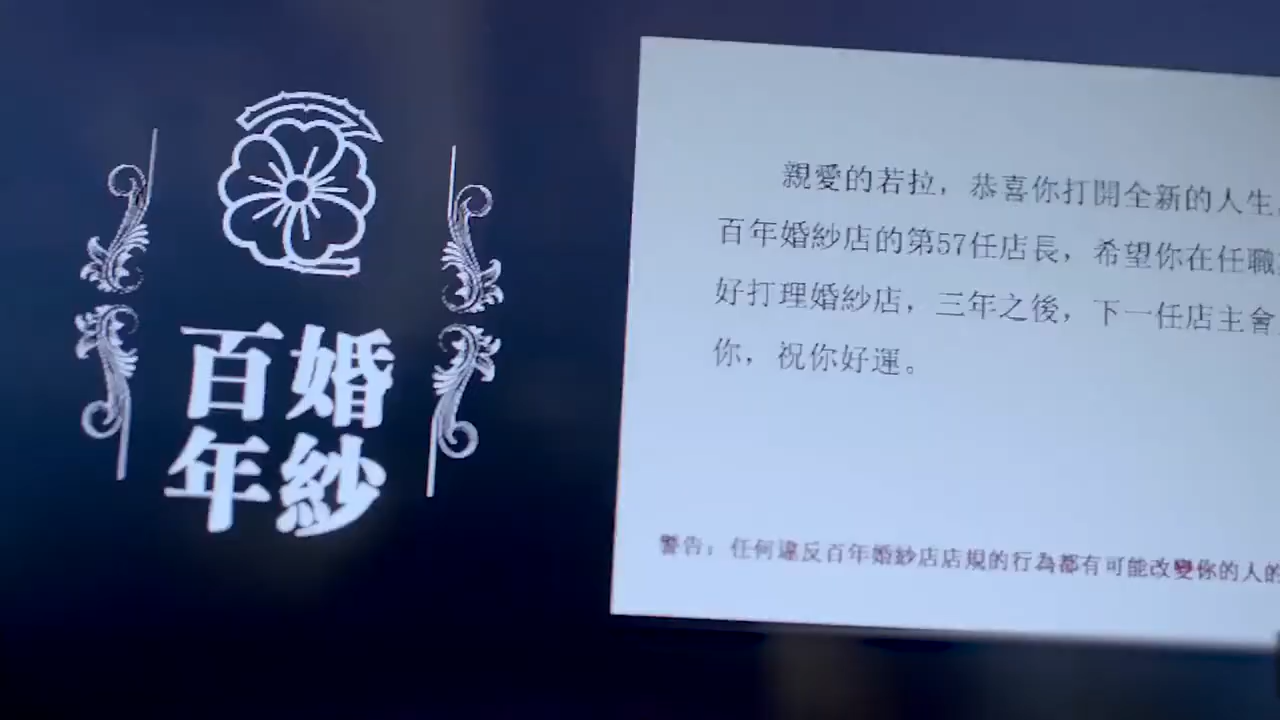 百年
婚紗
親愛的若拉，恭喜你打開全新的人生
百年婚紗店的第57任店長，希望你在任職
好打理婚紗店，三年之後，下一任店主會
你，祝你好運。
警告：任何違反百年婚紗店店規的行為都有可能改變你的人的